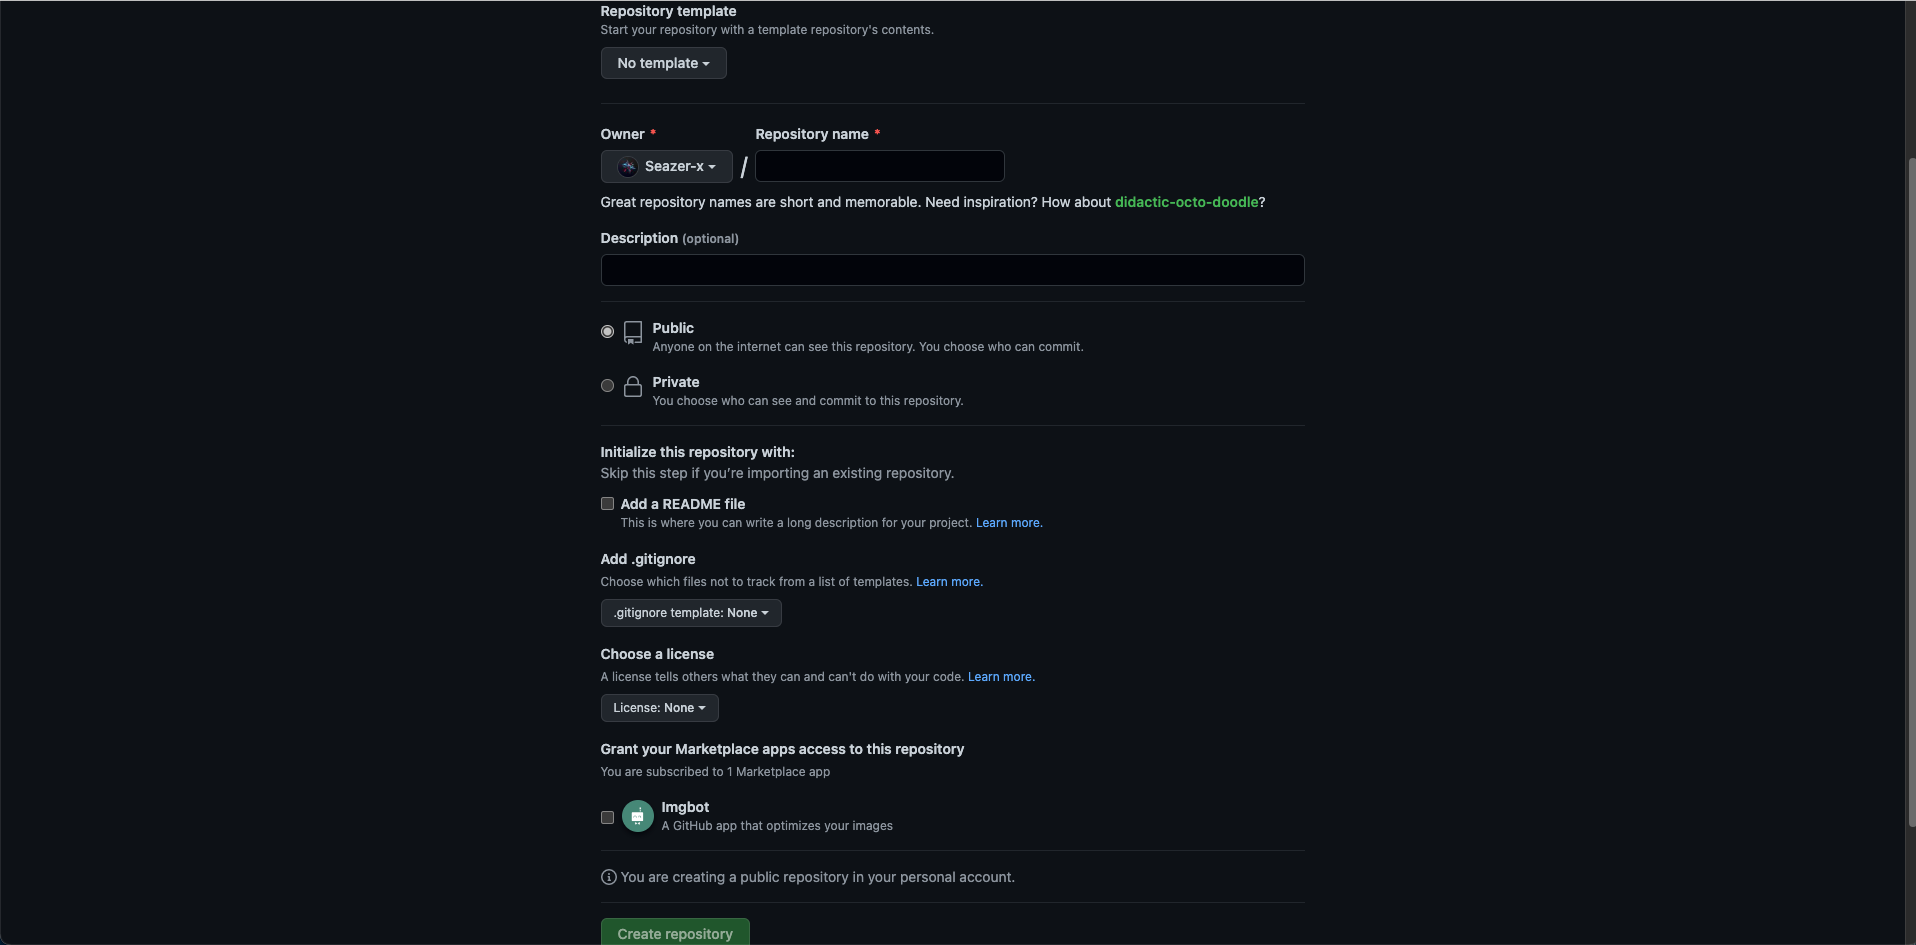 Repository template
Start your repository with a template repository's contents.
No template
Owner * Repository name *
Seazer-x /
Great repository names are short and memorable. Need inspiration? How about didactic-octo-doodle?
Description (optional)
Public
Anyone on the internet can see this repository. You choose who can commit.
Private
You choose who can see and commit to this repository.
Initialize this repository with:
Skip this step if you’re importing an existing repository.
Add a README file
This is where you can write a long description for your project. Learn more.
Add .gitignore
Choose which files not to track from a list of templates. Learn more.
.gitignore template: None
Choose a license
A license tells others what they can and can't do with your code. Learn more.
License: None
Grant your Marketplace apps access to this repository
You are subscribed to 1 Marketplace app
Imgbot
A GitHub app that optimizes your images
You are creating a public repository in your personal account.
Create repository